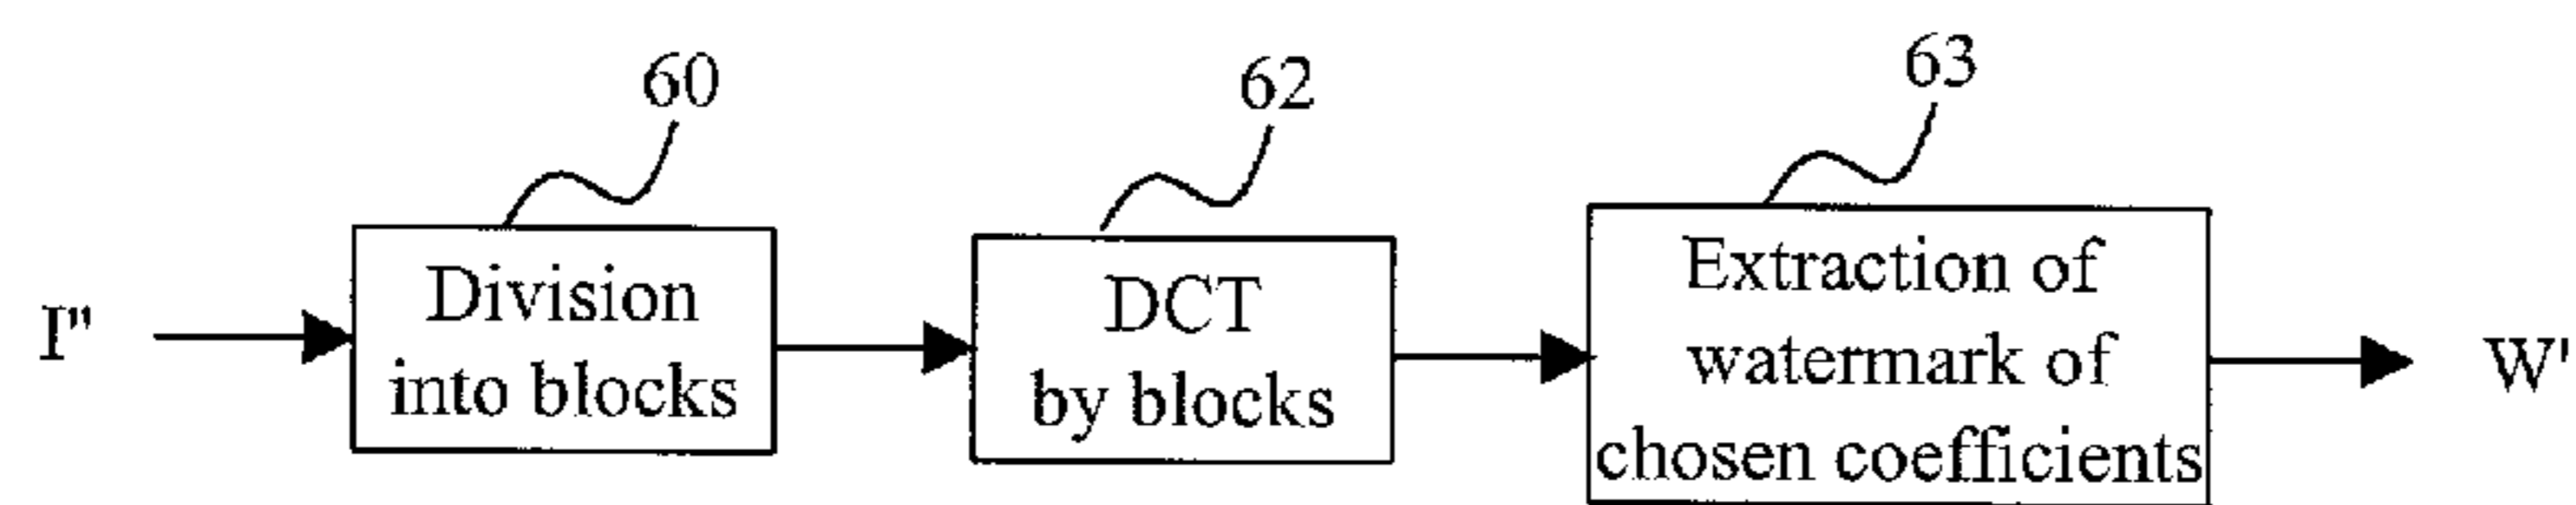 60
62
63
I"
Division
into blocks
DCT
by blocks
Extraction of
watermark of
chosen coefficients
W'